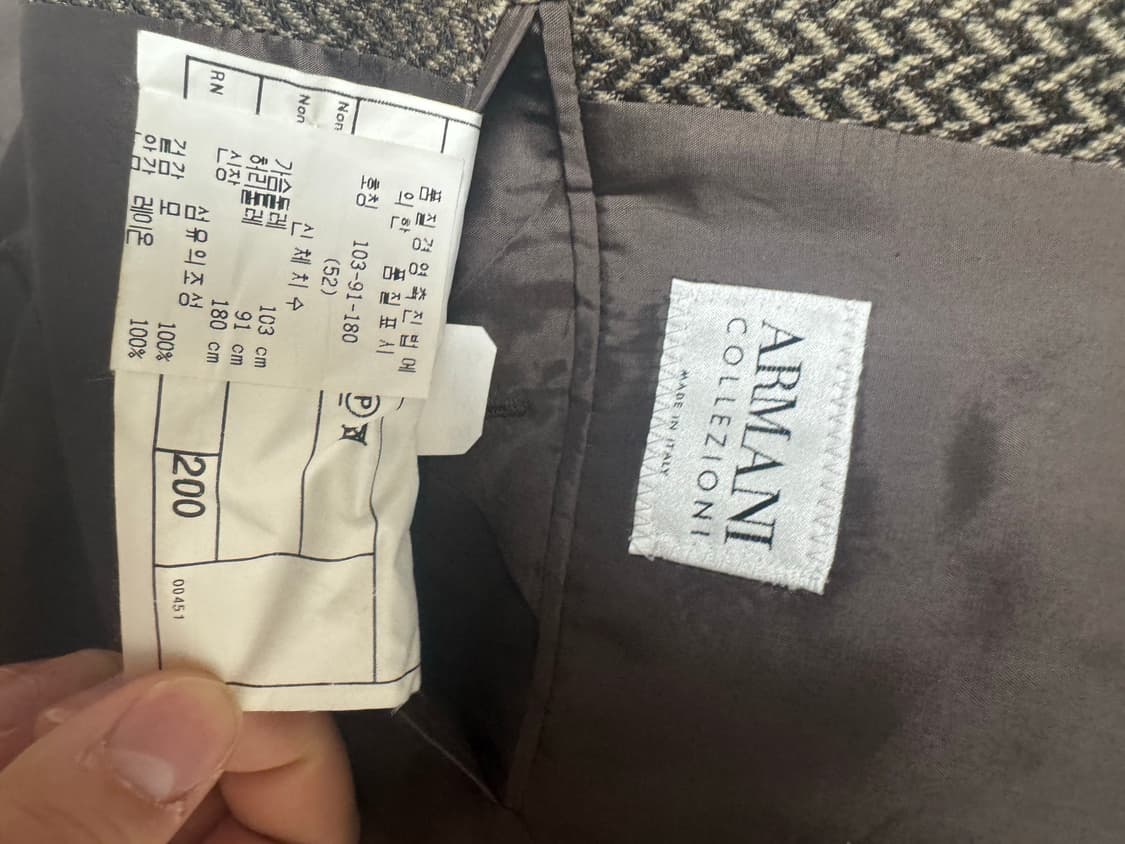 RN
Non
Non
품질경영촉진법에
의한 품질표시
호칭 103-91-180
(52)
신체치수
가슴둘레 103 cm
허리둘레 91 cm
신장 180 cm
섬유의조성
겉감 모 100%
안감 레이온 100%
P
200
00451
ARMANI
COLLEZIONI
MADE IN ITALY